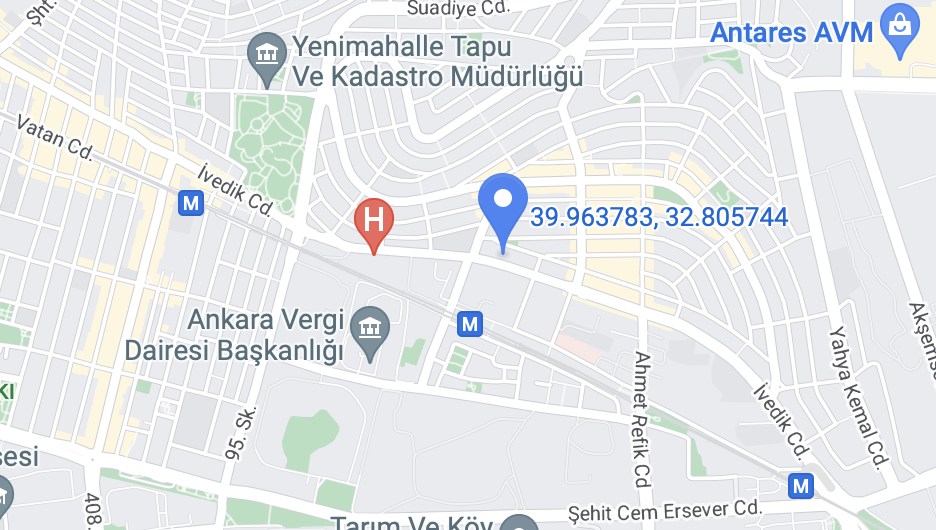 Suadiye Cd.
Şht.
Antares AVM
Yenimahalle Tapu
Ve Kadastro Müdürlüğü
Vatan Cd.
İvedik Cd.
M
H
39.963783, 32.805744
Ankara Vergi
Dairesi Başkanlığı
M
Akşemse
Yahya Kemal Cd.
Ahmet Refik Cd
İvedik Cd.
KI
95. Sk.
sesi
M
408.
Şehit Cem Ersever Cd.
Tarım Ve Köy